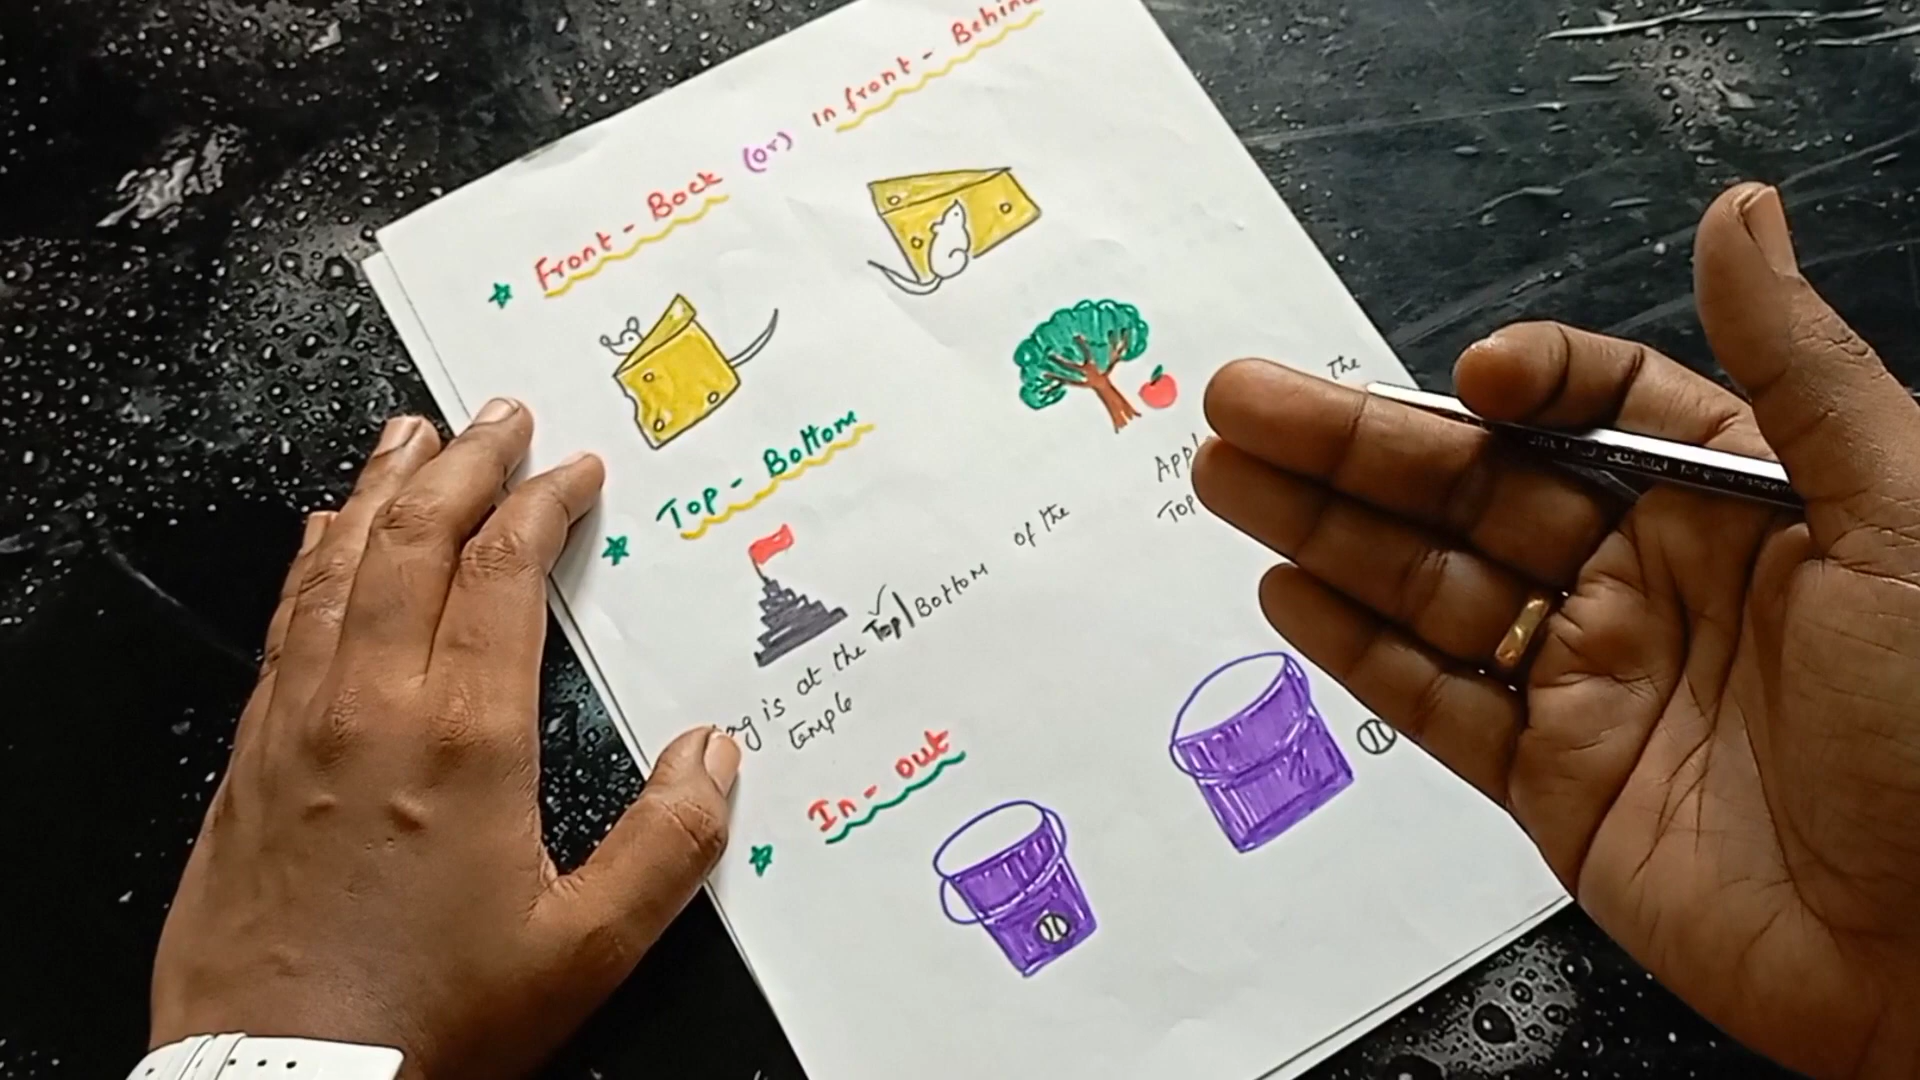 Front - Back (or) In front - Behind
Top - Bottom
is at the Top/Bottom of the
temple
The
Top
In - out